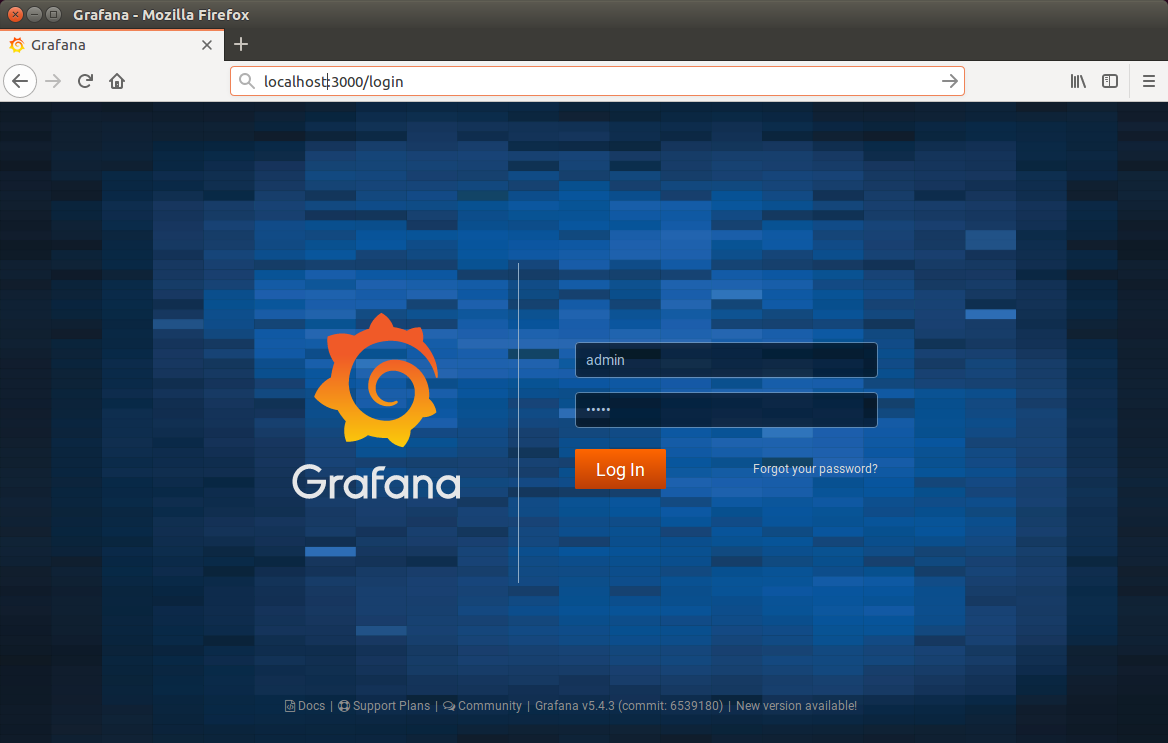 Grafana - Mozilla Firefox
Grafana
localhost:3000/login
admin
•••••
Grafana
Log In
Forgot your password?
Docs | Support Plans | Community | Grafana v5.4.3 (commit: 6539180) | New version available!